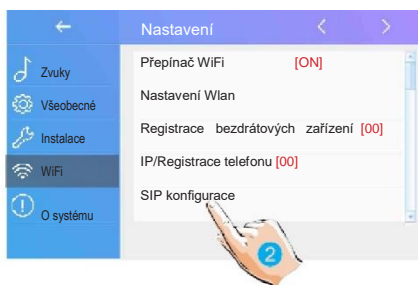 Nastavení
Zvuky
Všeobecné
Instalace
WiFi
O systému
Přepínač WiFi [ON]
Nastavení Wlan
Registrace bezdrátových zařízení [00]
IP/Registrace telefonu [00]
SIP konfigurace
2